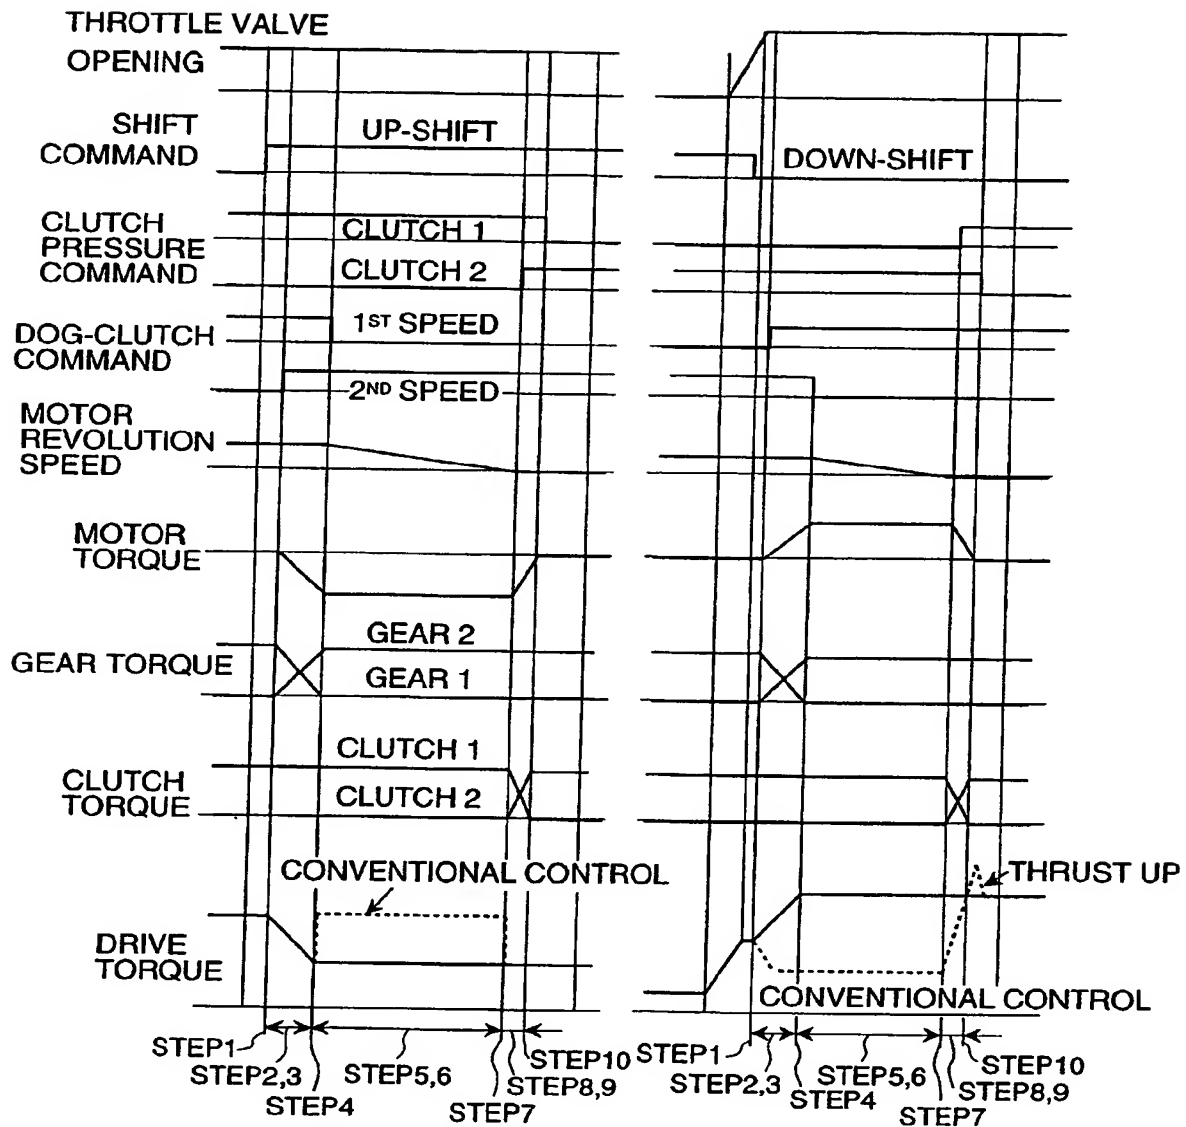 THROTTLE VALVE
OPENING
SHIFT
COMMAND
UP-SHIFT
DOWN-SHIFT
CLUTCH
PRESSURE
COMMAND
CLUTCH 1
CLUTCH 2
DOG-CLUTCH
COMMAND
1ST SPEED
2ND SPEED
MOTOR
REVOLUTION
SPEED
MOTOR
TORQUE
GEAR TORQUE
GEAR 2
GEAR 1
CLUTCH
TORQUE
CLUTCH 1
CLUTCH 2
CONVENTIONAL CONTROL
THRUST UP
DRIVE
TORQUE
CONVENTIONAL CONTROL
STEP1
STEP2,3
STEP4
STEP5,6
STEP7
STEP8,9
STEP10
STEP1
STEP2,3
STEP4
STEP5,6
STEP7
STEP8,9
STEP10